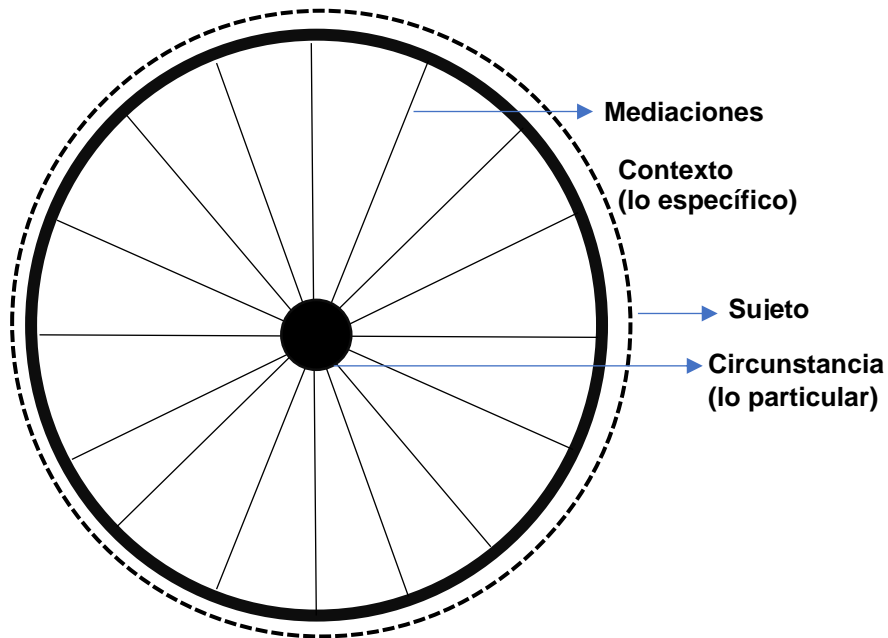 Mediaciones
Contexto
(lo específico)
Sujeto
Circunstancia
(lo particular)